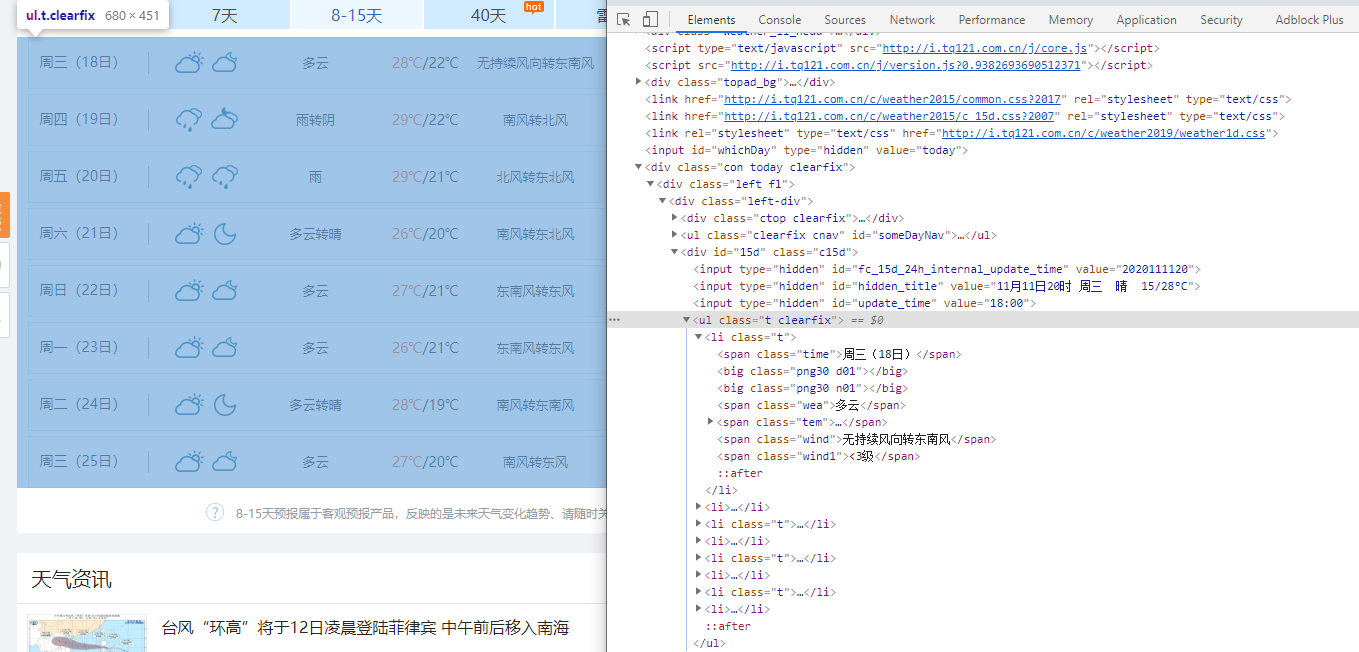 ul.t.clearfix 680 × 451
7天 8-15天 40天 hot 雷
周三（18日） 多云 28℃/22℃ 无持续风向转东南风
周四（19日） 雨转阴 29℃/22℃ 南风转北风
周五（20日） 雨 29℃/21℃ 北风转东北风
周六（21日） 多云转晴 26℃/20℃ 南风转东北风
周日（22日） 多云 27℃/21℃ 东南风转东风
周一（23日） 多云 26℃/21℃ 东南风转东风
周二（24日） 多云转晴 28℃/19℃ 南风转东南风
周三（25日） 多云 27℃/20℃ 南风转东风
? 8-15天预报属于客观预报产品，反映的是未来天气变化趋势、请随时关
天气资讯
台风“环高”将于12日凌晨登陆菲律宾 中午前后移入南海
Elements Console Sources Network Performance Memory Application Security Adblock Plus
<script type="text/javascript" src="http://i.tq121.com.cn/j/core.js"></script>
<script src="http://i.tq121.com.cn/j/version.js?0.9382693690512371"></script>
<div class="topad_bg">…</div>
<link href="http://i.tq121.com.cn/c/weather2015/common.css?2017" rel="stylesheet" type="text/css">
<link href="http://i.tq121.com.cn/c/weather2015/c_15d.css?2007" rel="stylesheet" type="text/css">
<link rel="stylesheet" type="text/css" href="http://i.tq121.com.cn/c/weather2019/weather1d.css">
<input id="whichDay" type="hidden" value="today">
<div class="con today clearfix">
<div class="left fl">
<div class="left-div">
<div class="ctop clearfix">…</div>
<ul class="clearfix cnav" id="someDayNav">…</ul>
<div id="15d" class="c15d">
<input type="hidden" id="fc_15d_24h_internal_update_time" value="2020111120">
<input type="hidden" id="hidden_title" value="11月11日20时 周三  晴  15/28°C">
<input type="hidden" id="update_time" value="18:00">
<ul class="t clearfix"> == $0
<li class="t">
<span class="time">周三（18日）</span>
<big class="png30 d01"></big>
<big class="png30 n01"></big>
<span class="wea">多云</span>
<span class="tem">…</span>
<span class="wind">无持续风向转东南风</span>
<span class="wind1"><3级</span>
::after
</li>
<li>…</li>
<li class="t">…</li>
<li>…</li>
<li class="t">…</li>
<li>…</li>
<li class="t">…</li>
<li>…</li>
::after
</ul>